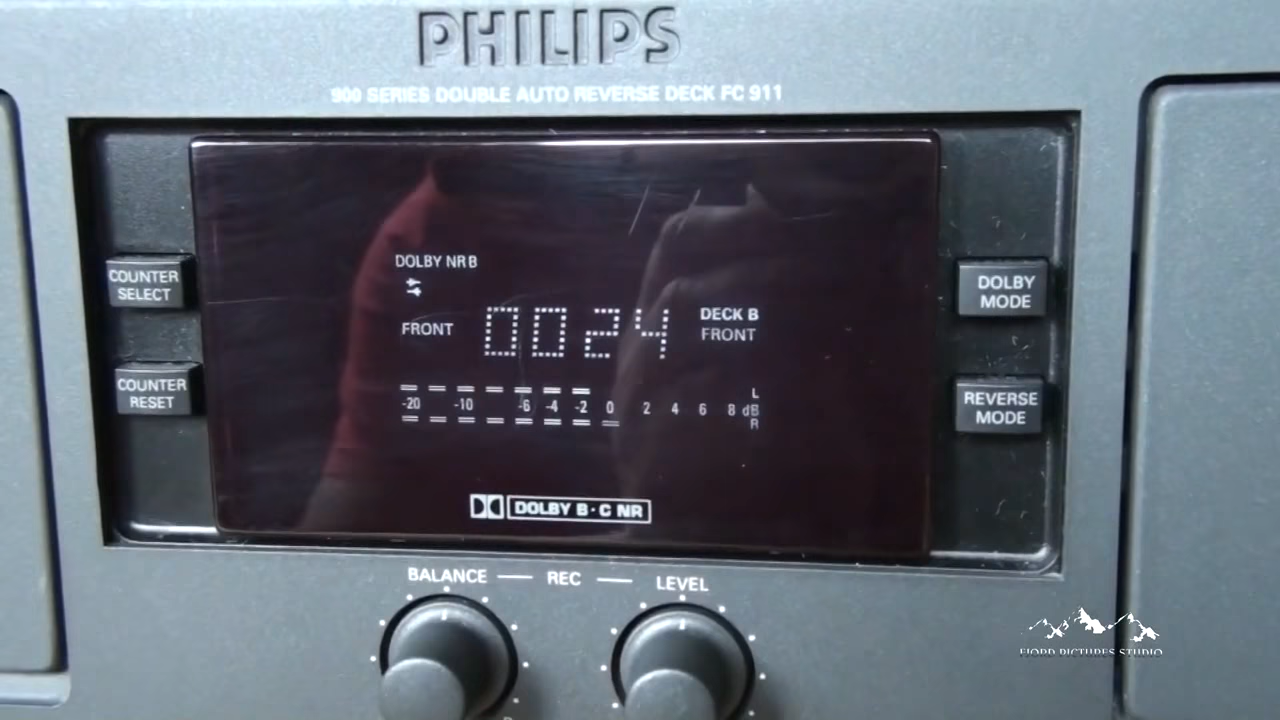 PHILIPS
900 SERIES DOUBLE AUTO REVERSE DECK FC 911
COUNTER SELECT
COUNTER RESET
DOLBY NR B
FRONT
0024
DECK B
FRONT
L
-20 -10 -6 -4 -2 0 2 4 6 8 dB
R
DOLBY B·C NR
DOLBY MODE
REVERSE MODE
BALANCE — REC — LEVEL
FJORD PICTURES STUDIO